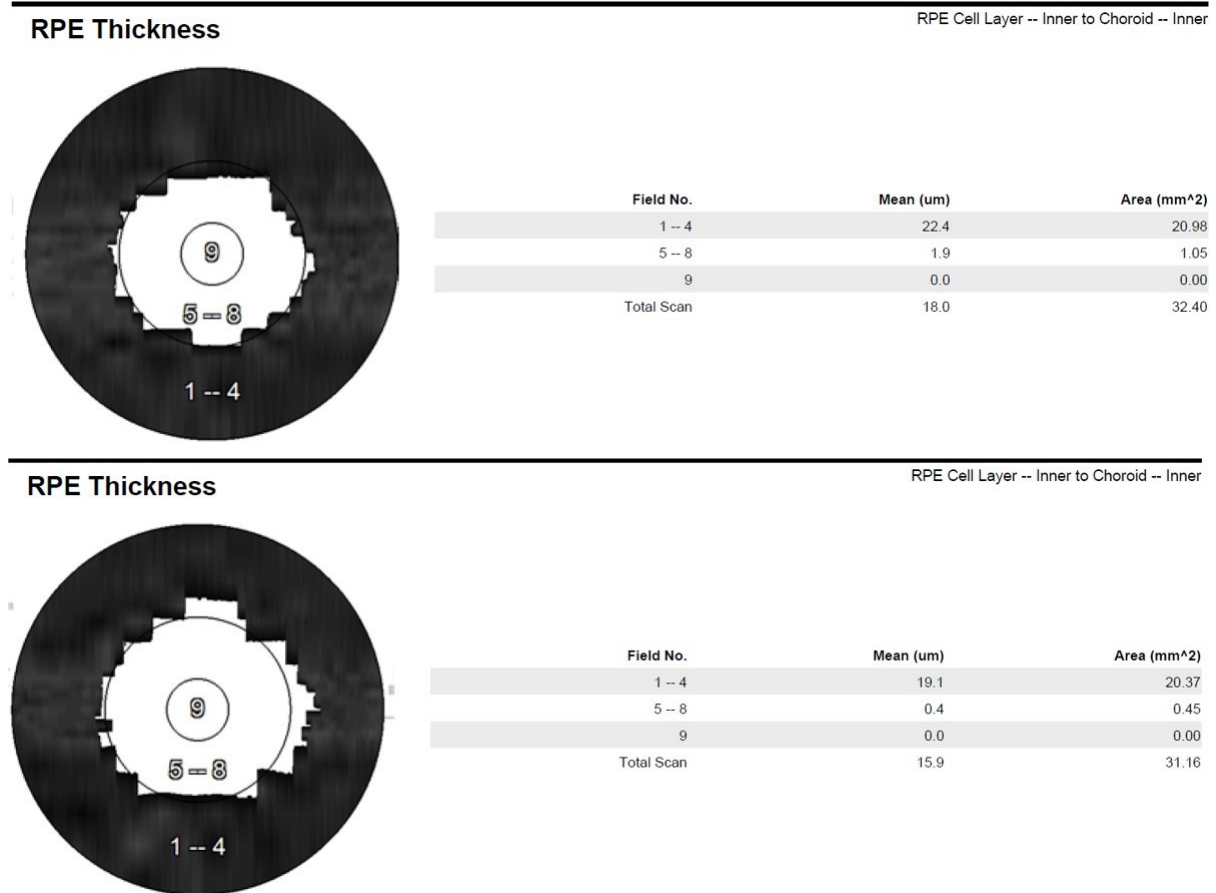 RPE Thickness
RPE Cell Layer -- Inner to Choroid -- Inner
9
5 -- 8
1 -- 4
Field No. Mean (um) Area (mm^2)
1 -- 4 22.4 20.98
5 -- 8 1.9 1.05
9 0.0 0.00
Total Scan 18.0 32.40
RPE Thickness
RPE Cell Layer -- Inner to Choroid -- Inner
9
5 -- 8
1 -- 4
Field No. Mean (um) Area (mm^2)
1 -- 4 19.1 20.37
5 -- 8 0.4 0.45
9 0.0 0.00
Total Scan 15.9 31.16